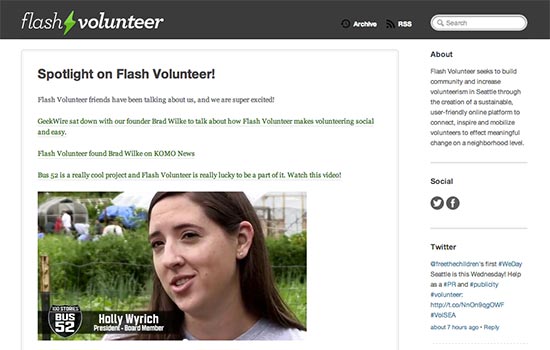 flash volunteer
Archive
RSS
Search
Spotlight on Flash Volunteer!
Flash Volunteer friends have been talking about us, and we are super excited!
GeekWire sat down with our founder Brad Wilke to talk about how Flash Volunteer makes volunteering social
and easy.
Flash Volunteer found Brad Wilke on KOMO News
Bus 52 is a really cool project and Flash Volunteer is really lucky to be a part of it. Watch this video!
100 STORIES
BUS
52
Holly Wyrich
President - Board Member
About
Flash Volunteer seeks to build
community and increase
volunteerism in Seattle through
the creation of a sustainable,
user-friendly online platform to
connect, inspire and mobilize
volunteers to effect meaningful
change on a neighborhood level.
Social
Twitter
@freethechildren's first #WeDay
Seattle is this Wednesday! Help
as a #PR and #publicity
#volunteer:
http://t.co/NnOn9qgOWF
#VolSEA
about 7 hours ago • Reply